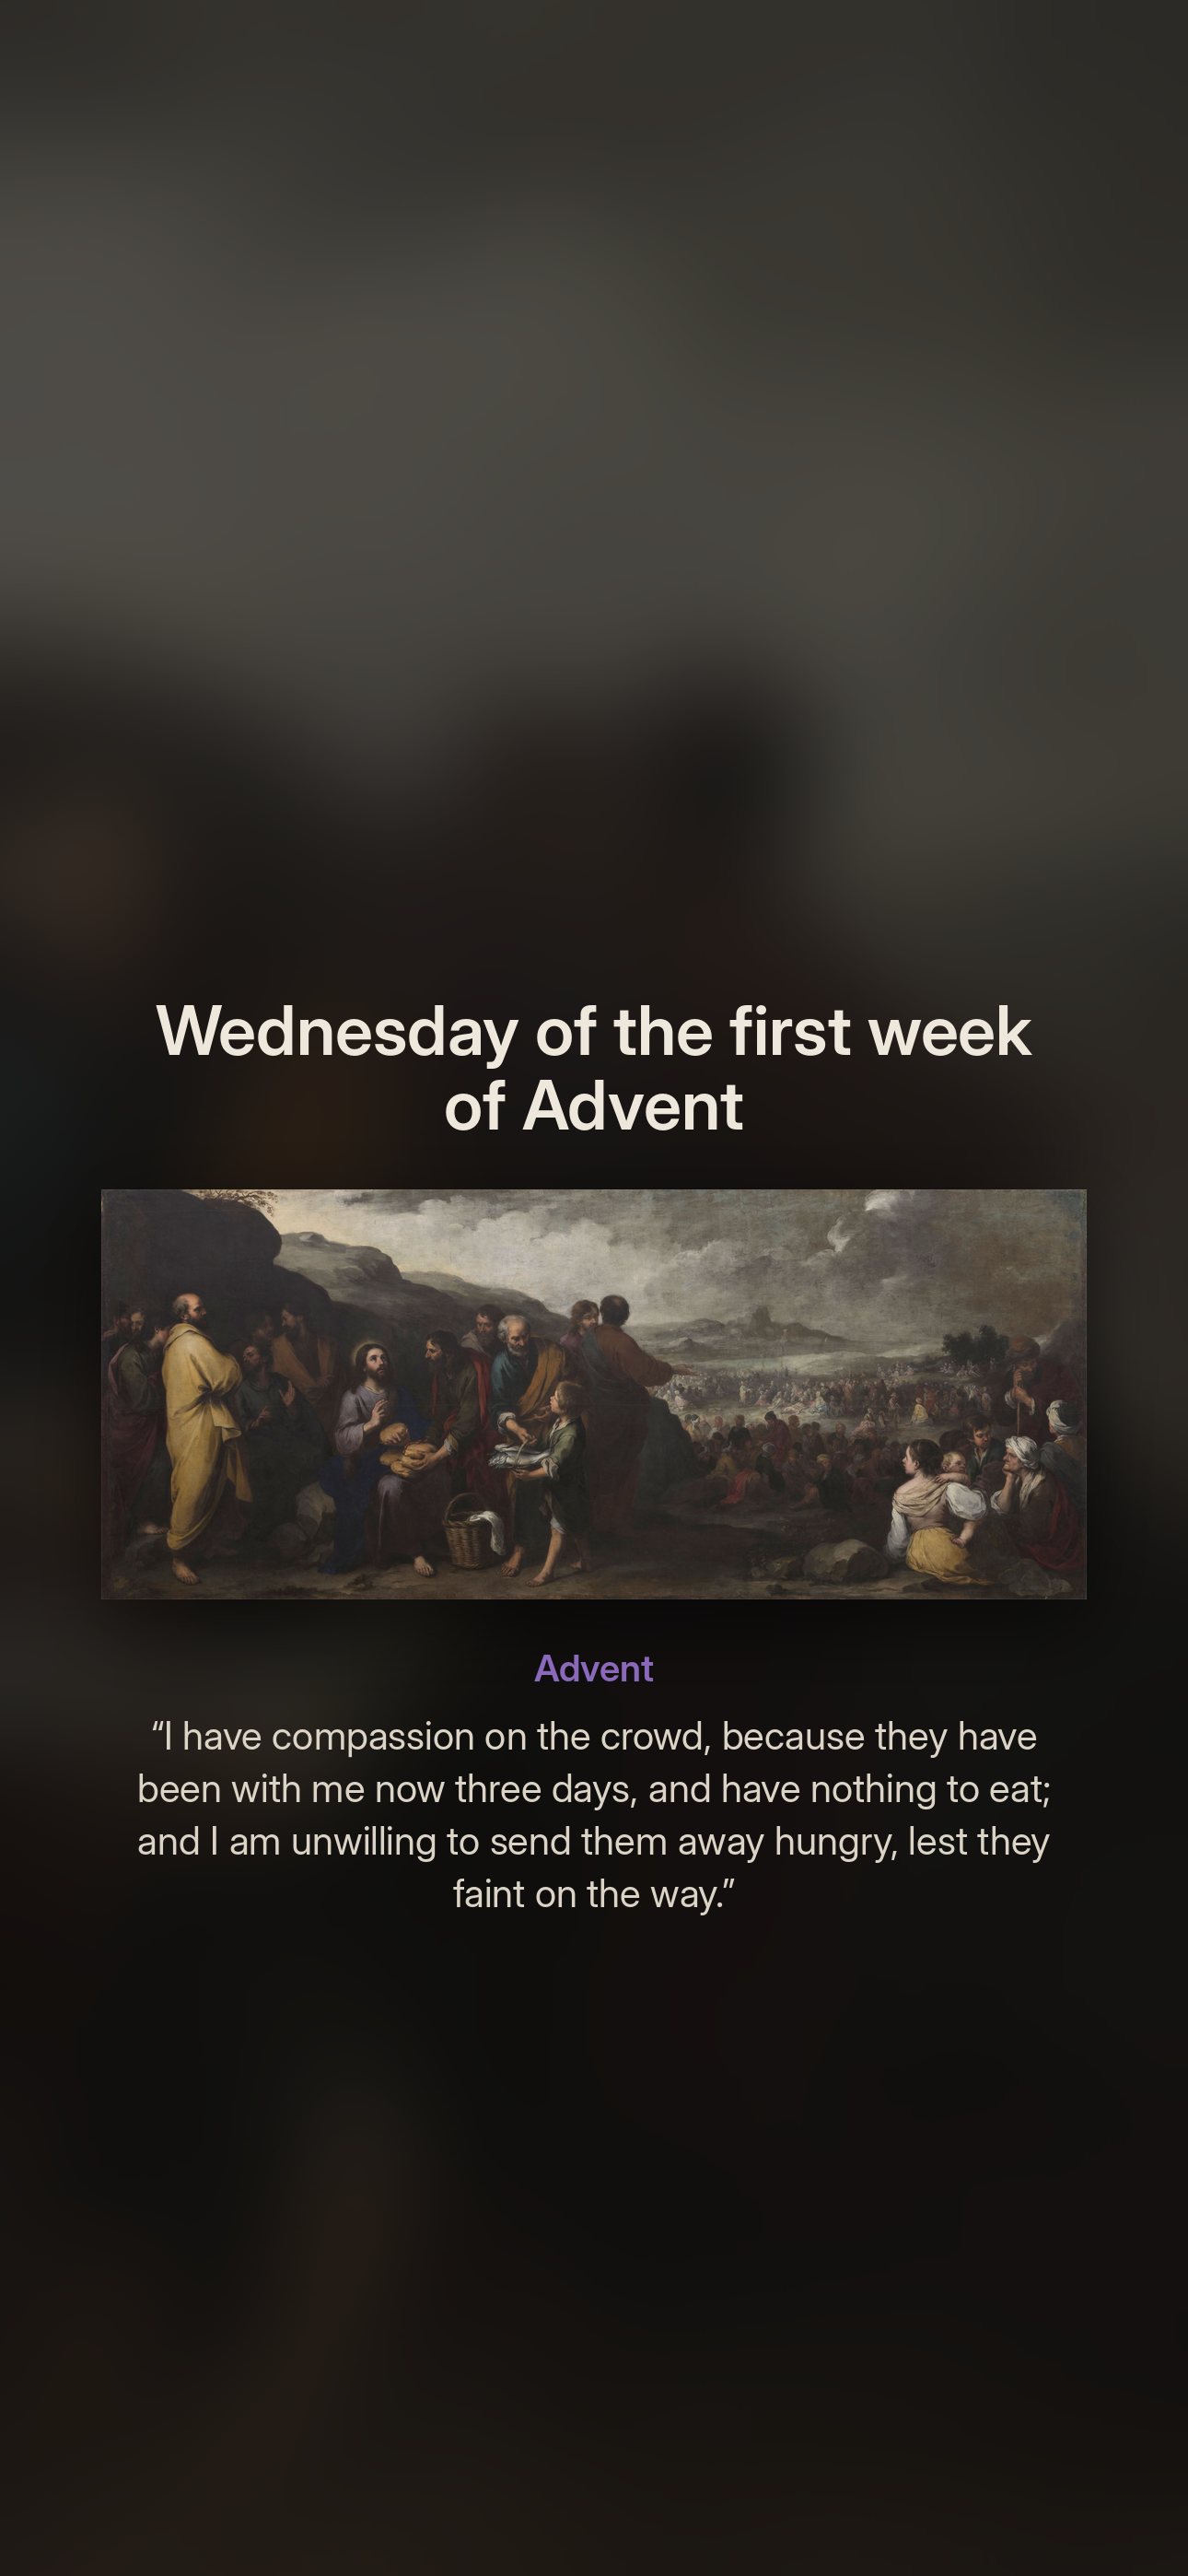 Wednesday of the first week
of Advent
Advent
“I have compassion on the crowd, because they have
been with me now three days, and have nothing to eat;
and I am unwilling to send them away hungry, lest they
faint on the way.”